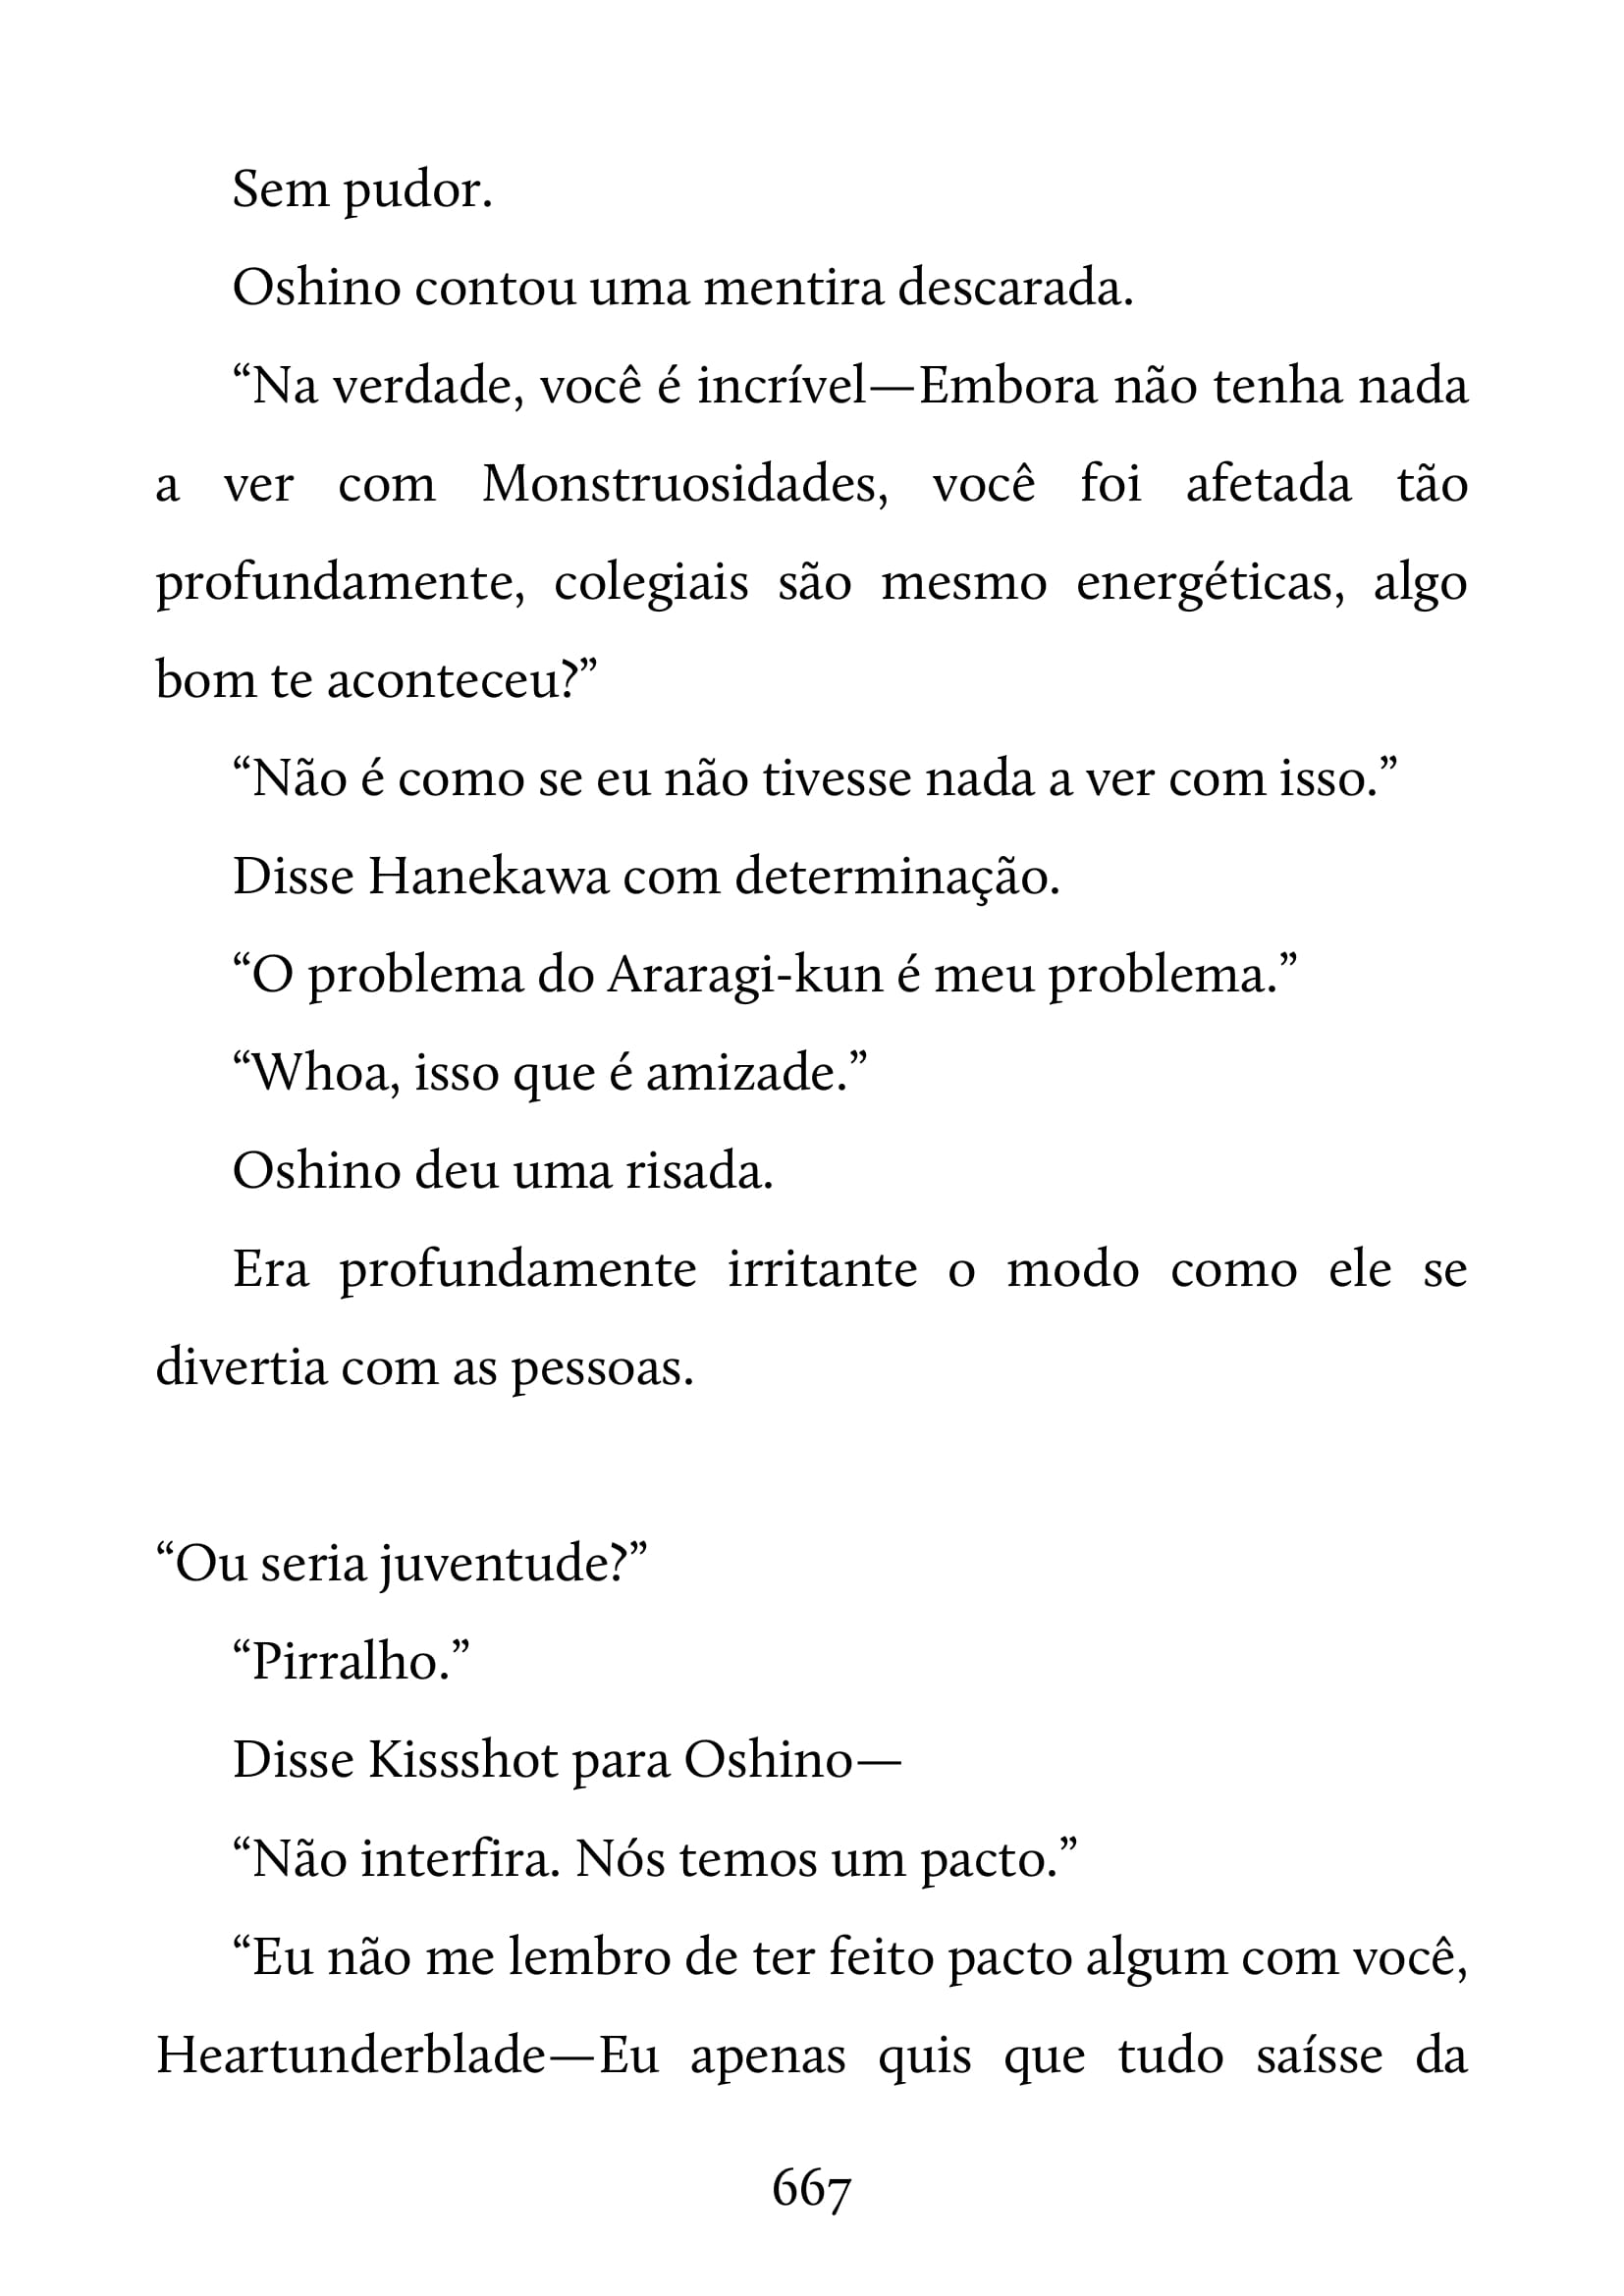 Sem pudor.
Oshino contou uma mentira descarada.
“Na verdade, você é incrível—Embora não tenha nada
a ver com Monstruosidades, você foi afetada tão
profundamente, colegiais são mesmo energéticas, algo
bom te aconteceu?”
“Não é como se eu não tivesse nada a ver com isso.”
Disse Hanekawa com determinação.
“O problema do Araragi-kun é meu problema.”
“Whoa, isso que é amizade.”
Oshino deu uma risada.
Era profundamente irritante o modo como ele se
divertia com as pessoas.
“Ou seria juventude?”
“Pirralho.”
Disse Kissshot para Oshino—
“Não interfira. Nós temos um pacto.”
“Eu não me lembro de ter feito pacto algum com você,
Heartunderblade—Eu apenas quis que tudo saísse da
667